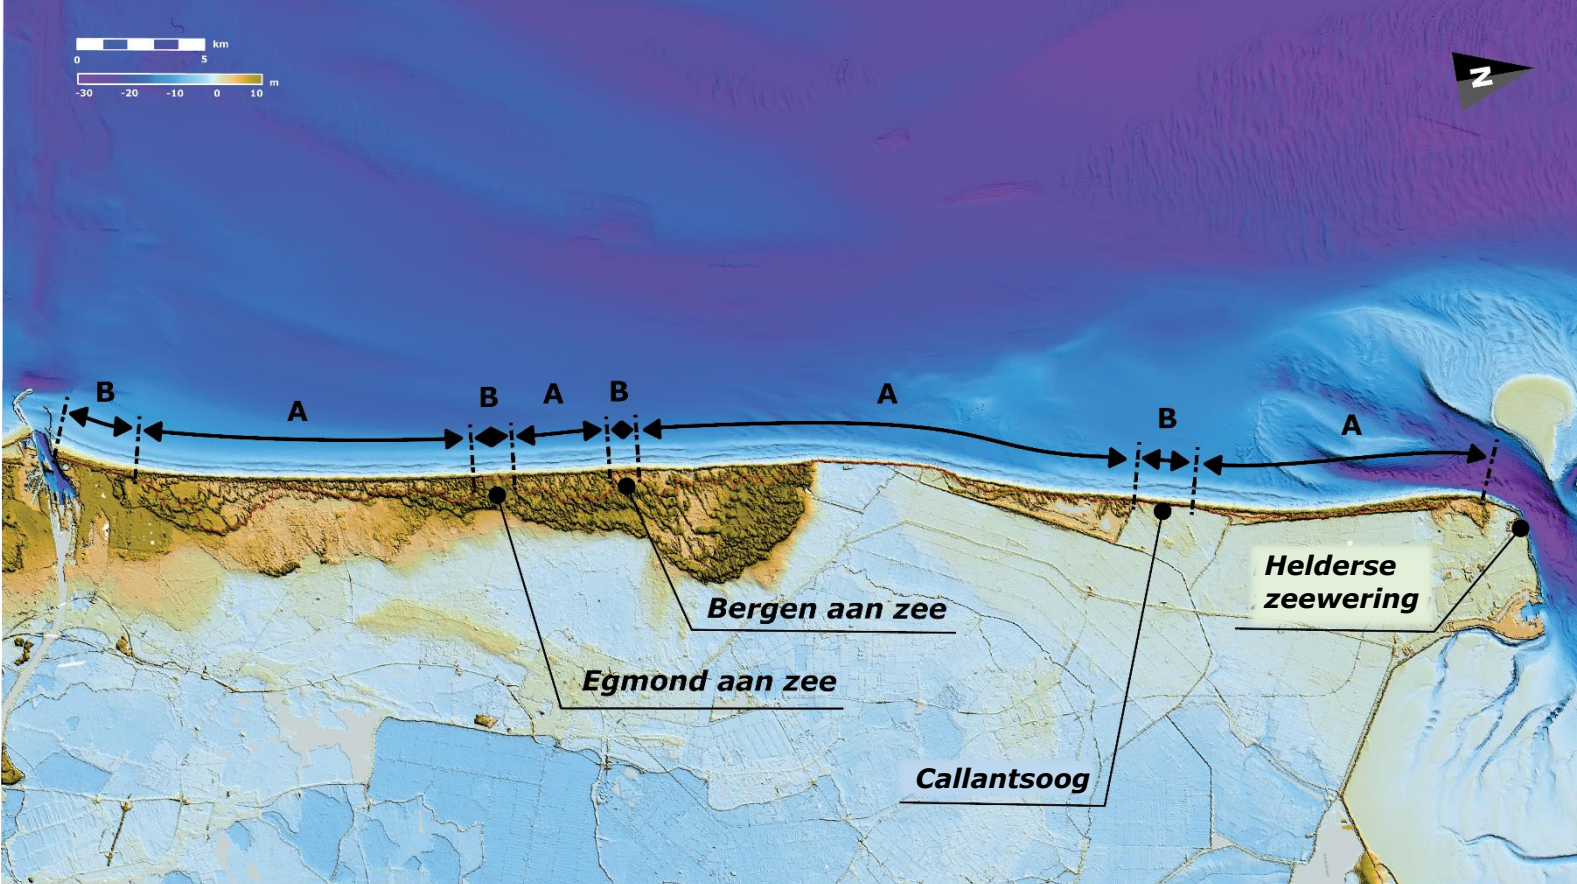 km
0 5
m
-30 -20 -10 0 10
N
B A B A B A B A
Helderse
zeewering
Bergen aan zee
Egmond aan zee
Callantsoog